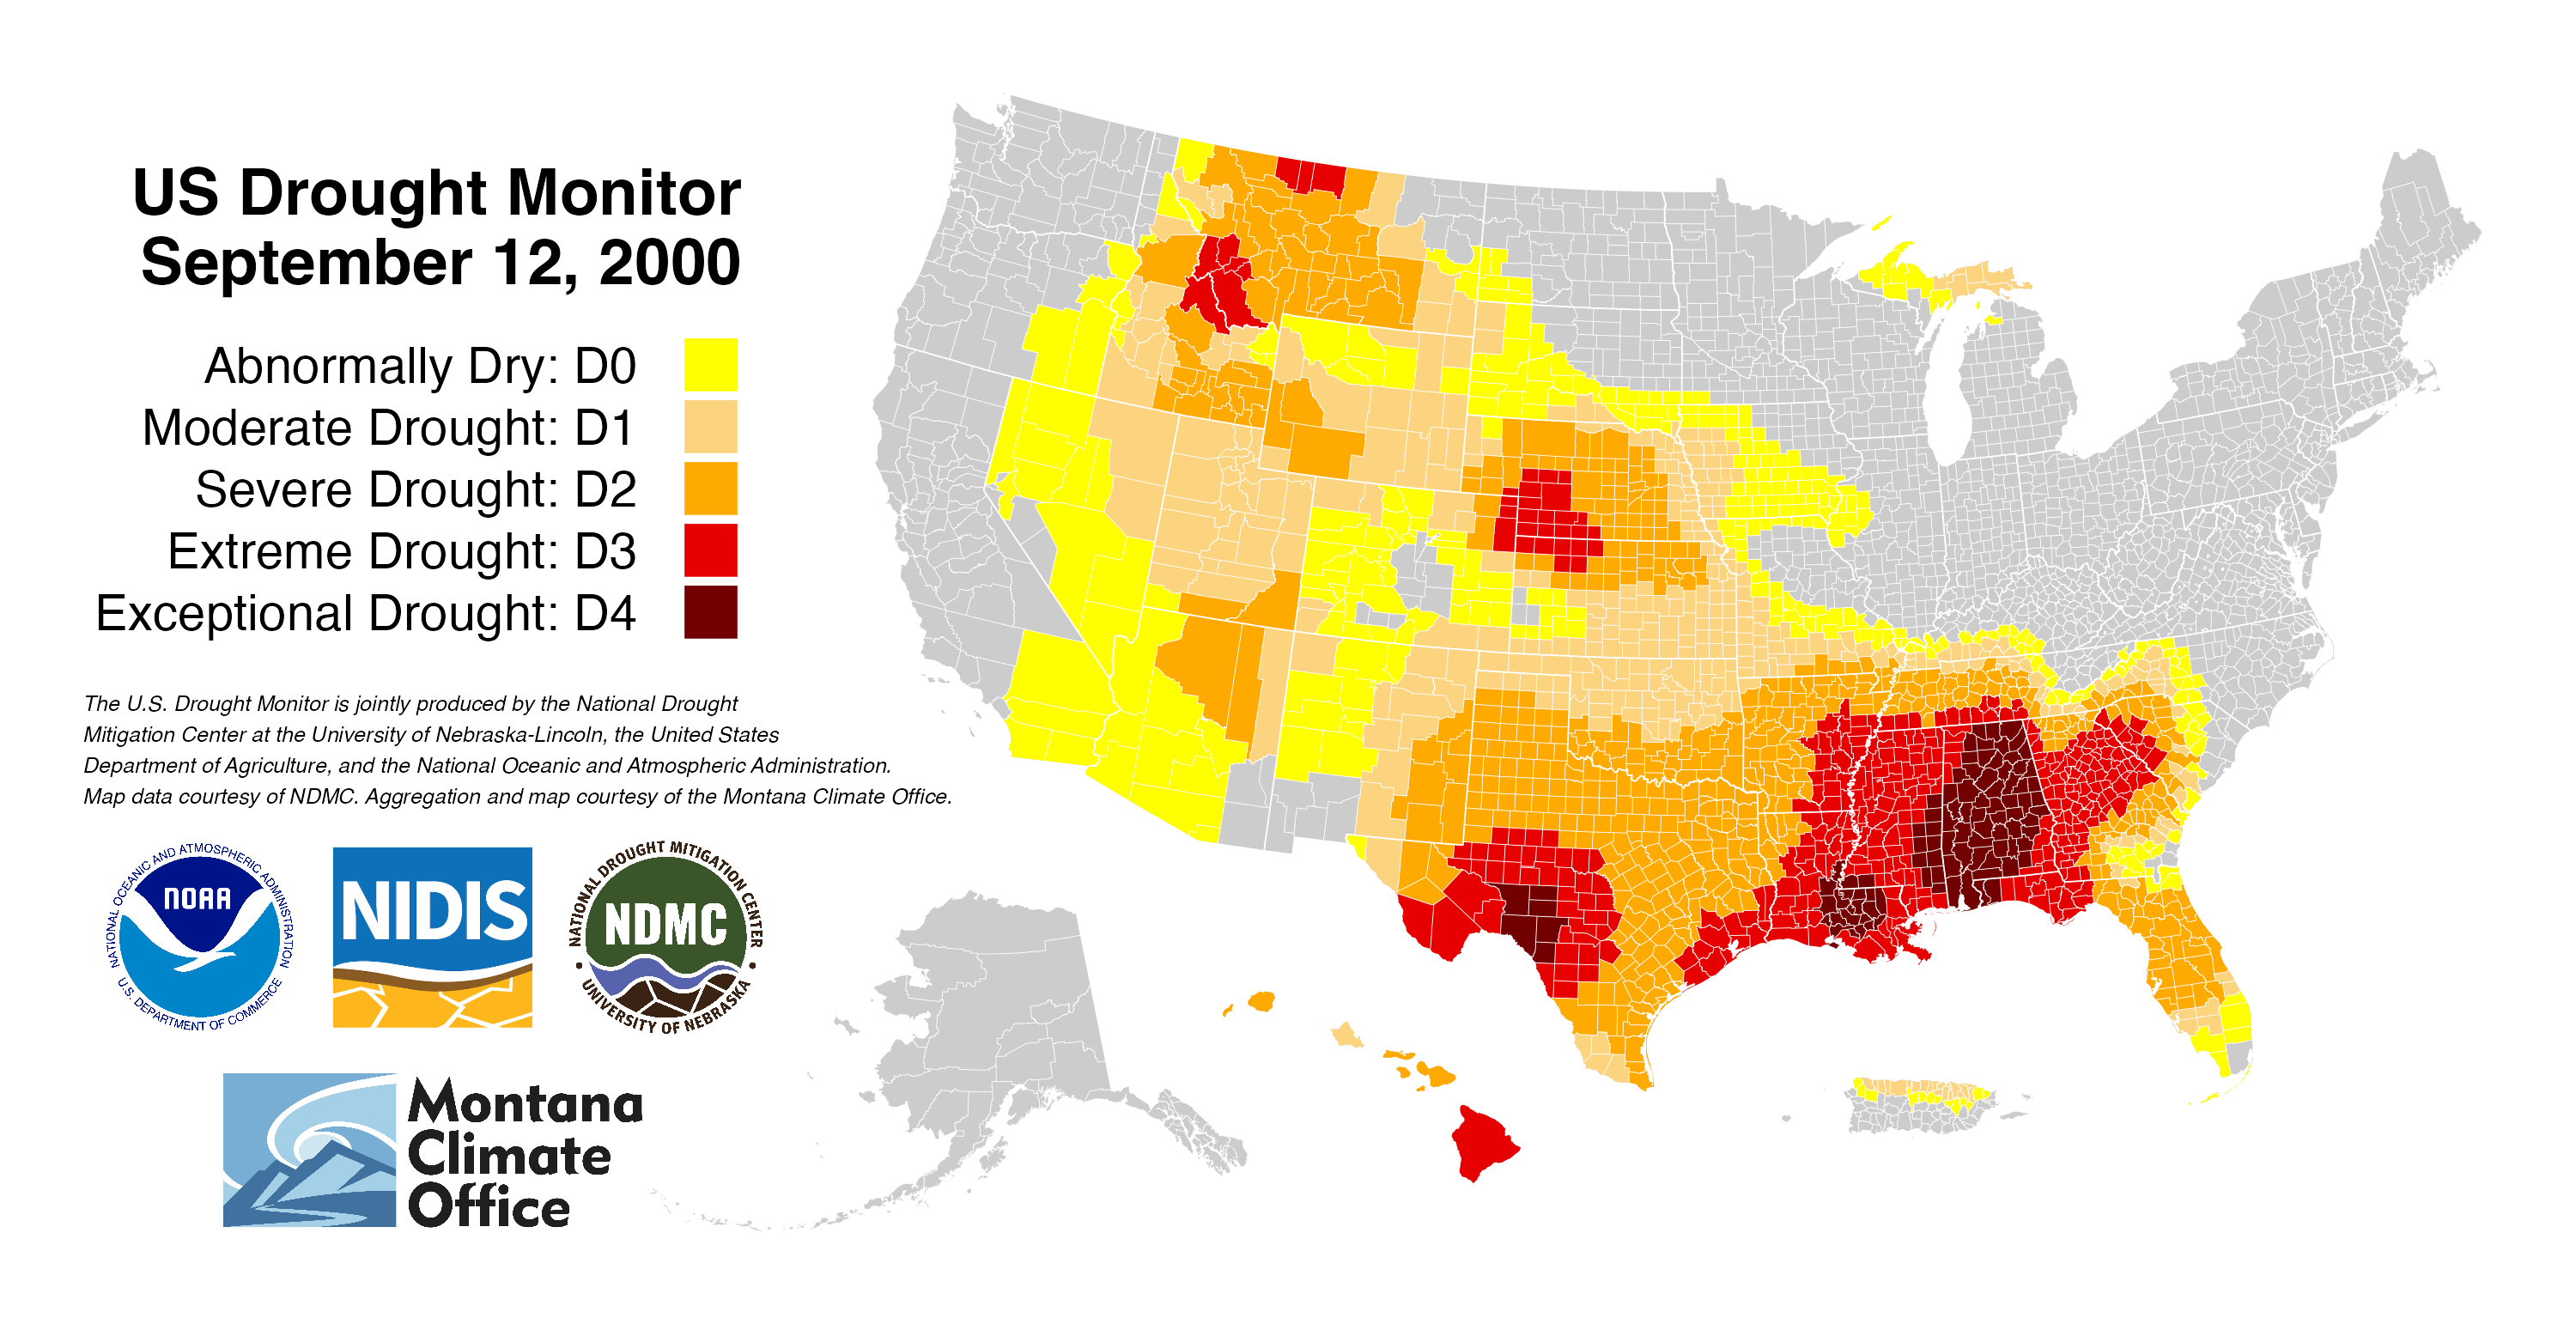 US Drought Monitor
September 12, 2000
Abnormally Dry: D0
Moderate Drought: D1
Severe Drought: D2
Extreme Drought: D3
Exceptional Drought: D4
The U.S. Drought Monitor is jointly produced by the National Drought
Mitigation Center at the University of Nebraska-Lincoln, the United States
Department of Agriculture, and the National Oceanic and Atmospheric Administration.
Map data courtesy of NDMC. Aggregation and map courtesy of the Montana Climate Office.
NATIONAL OCEANIC AND ATMOSPHERIC ADMINISTRATION
NOAA
U.S. DEPARTMENT OF COMMERCE
NIDIS
NATIONAL DROUGHT MITIGATION CENTER
NDMC
UNIVERSITY OF NEBRASKA
Montana
Climate
Office